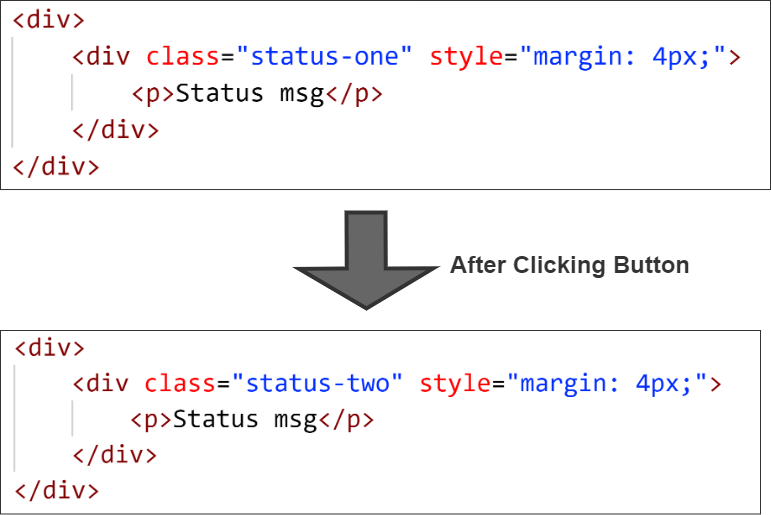 <div>
<div class="status-one" style="margin: 4px;">
<p>Status msg</p>
</div>
</div>
After Clicking Button
<div>
<div class="status-two" style="margin: 4px;">
<p>Status msg</p>
</div>
</div>